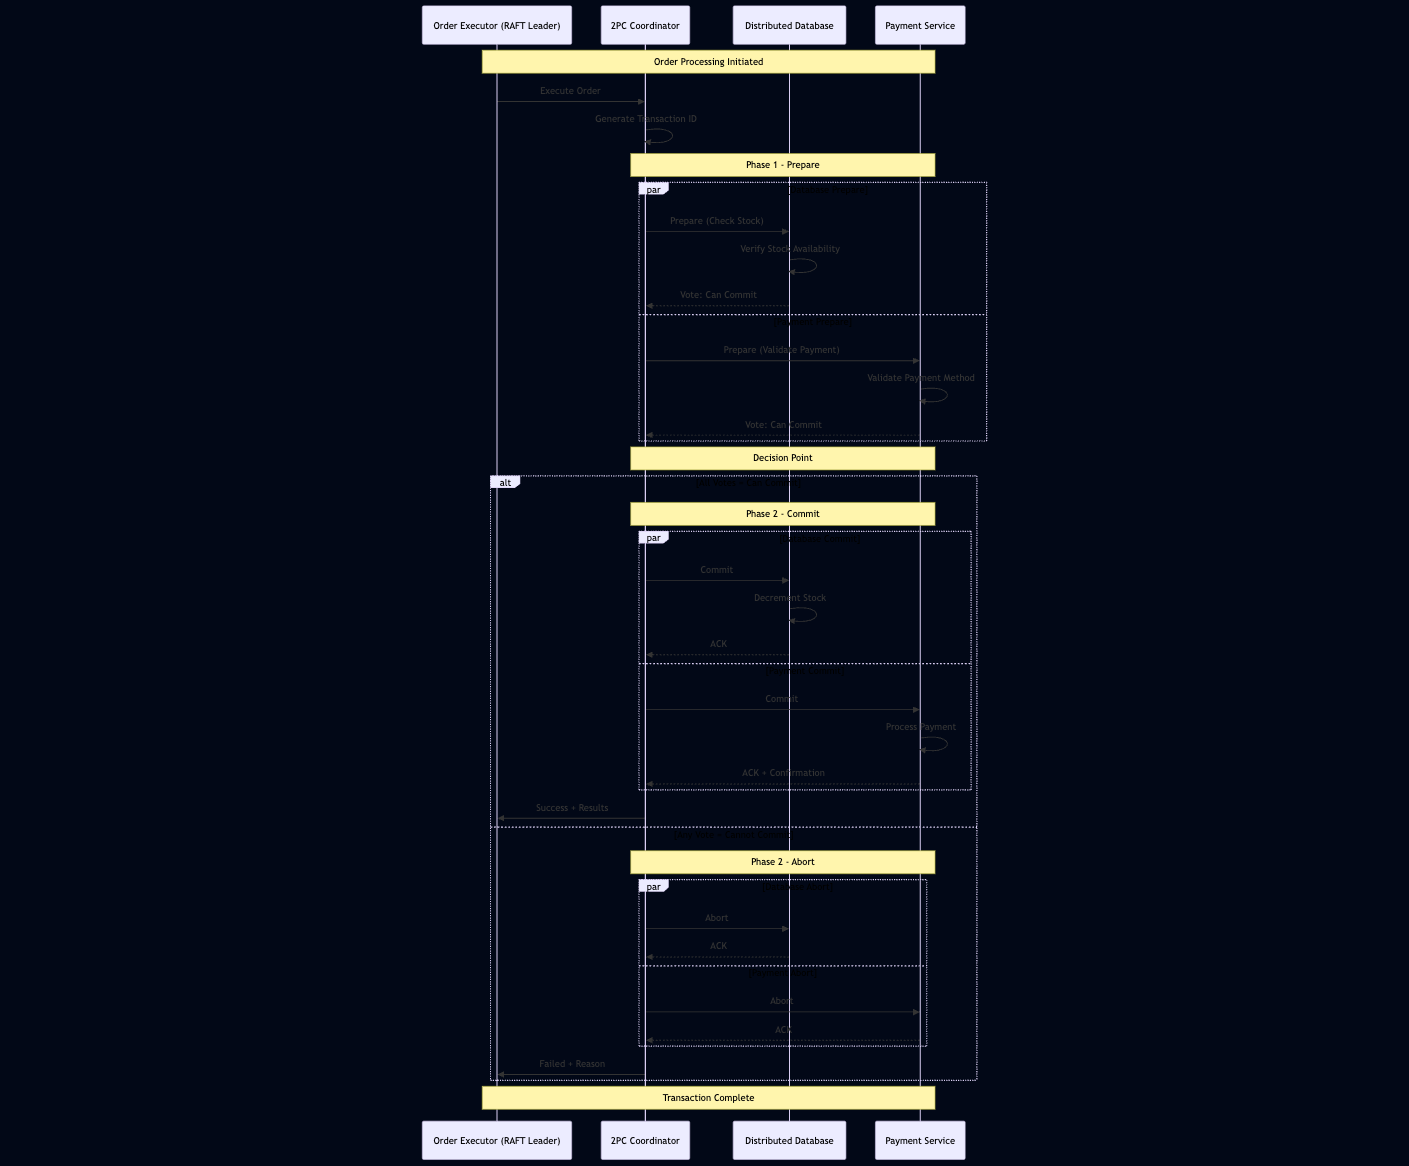 Order Executor (RAFT Leader)
2PC Coordinator
Distributed Database
Payment Service
Order Processing Initiated
Execute Order
Generate Transaction ID
Phase 1 - Prepare
par
Prepare (Check Stock)
Verify Stock Availability
Vote: Can Commit
Prepare (Validate Payment)
Validate Payment Method
Vote: Can Commit
Decision Point
alt
Phase 2 - Commit
par
Commit
Decrement Stock
ACK
Commit
Process Payment
ACK + Confirmation
Success + Results
Phase 2 - Abort
par
Abort
ACK
Abort
ACK
Failed + Reason
Transaction Complete
Order Executor (RAFT Leader)
2PC Coordinator
Distributed Database
Payment Service